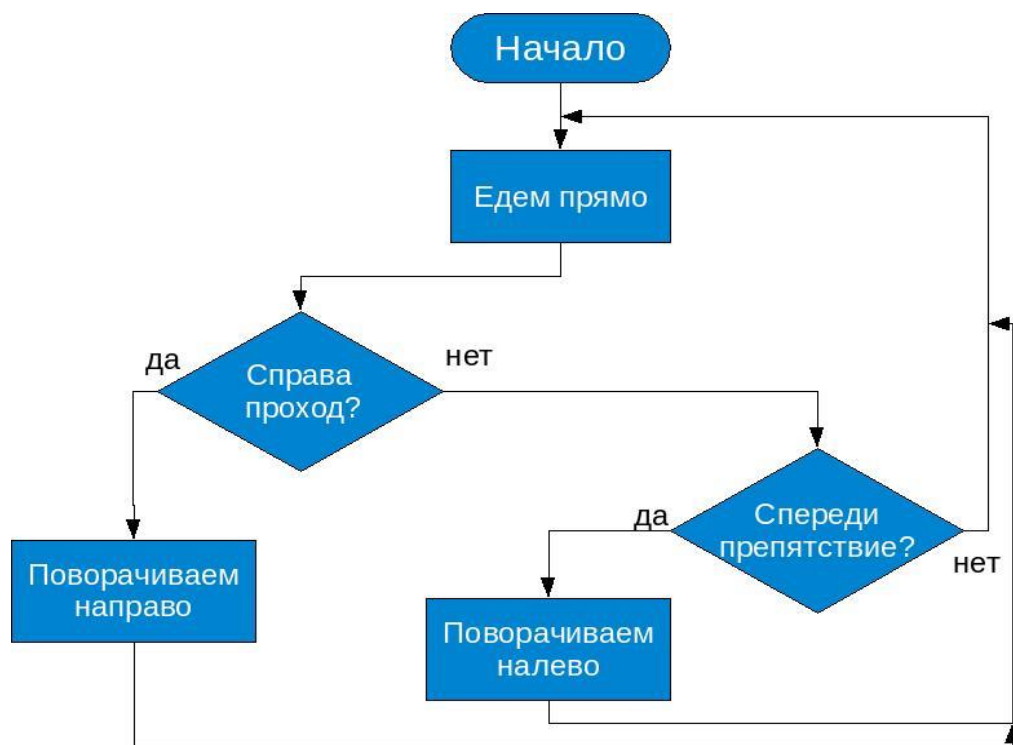 Начало
Едем прямо
да
нет
Справа
проход?
да
Спереди
препятствие?
нет
Поворачиваем
направо
Поворачиваем
налево